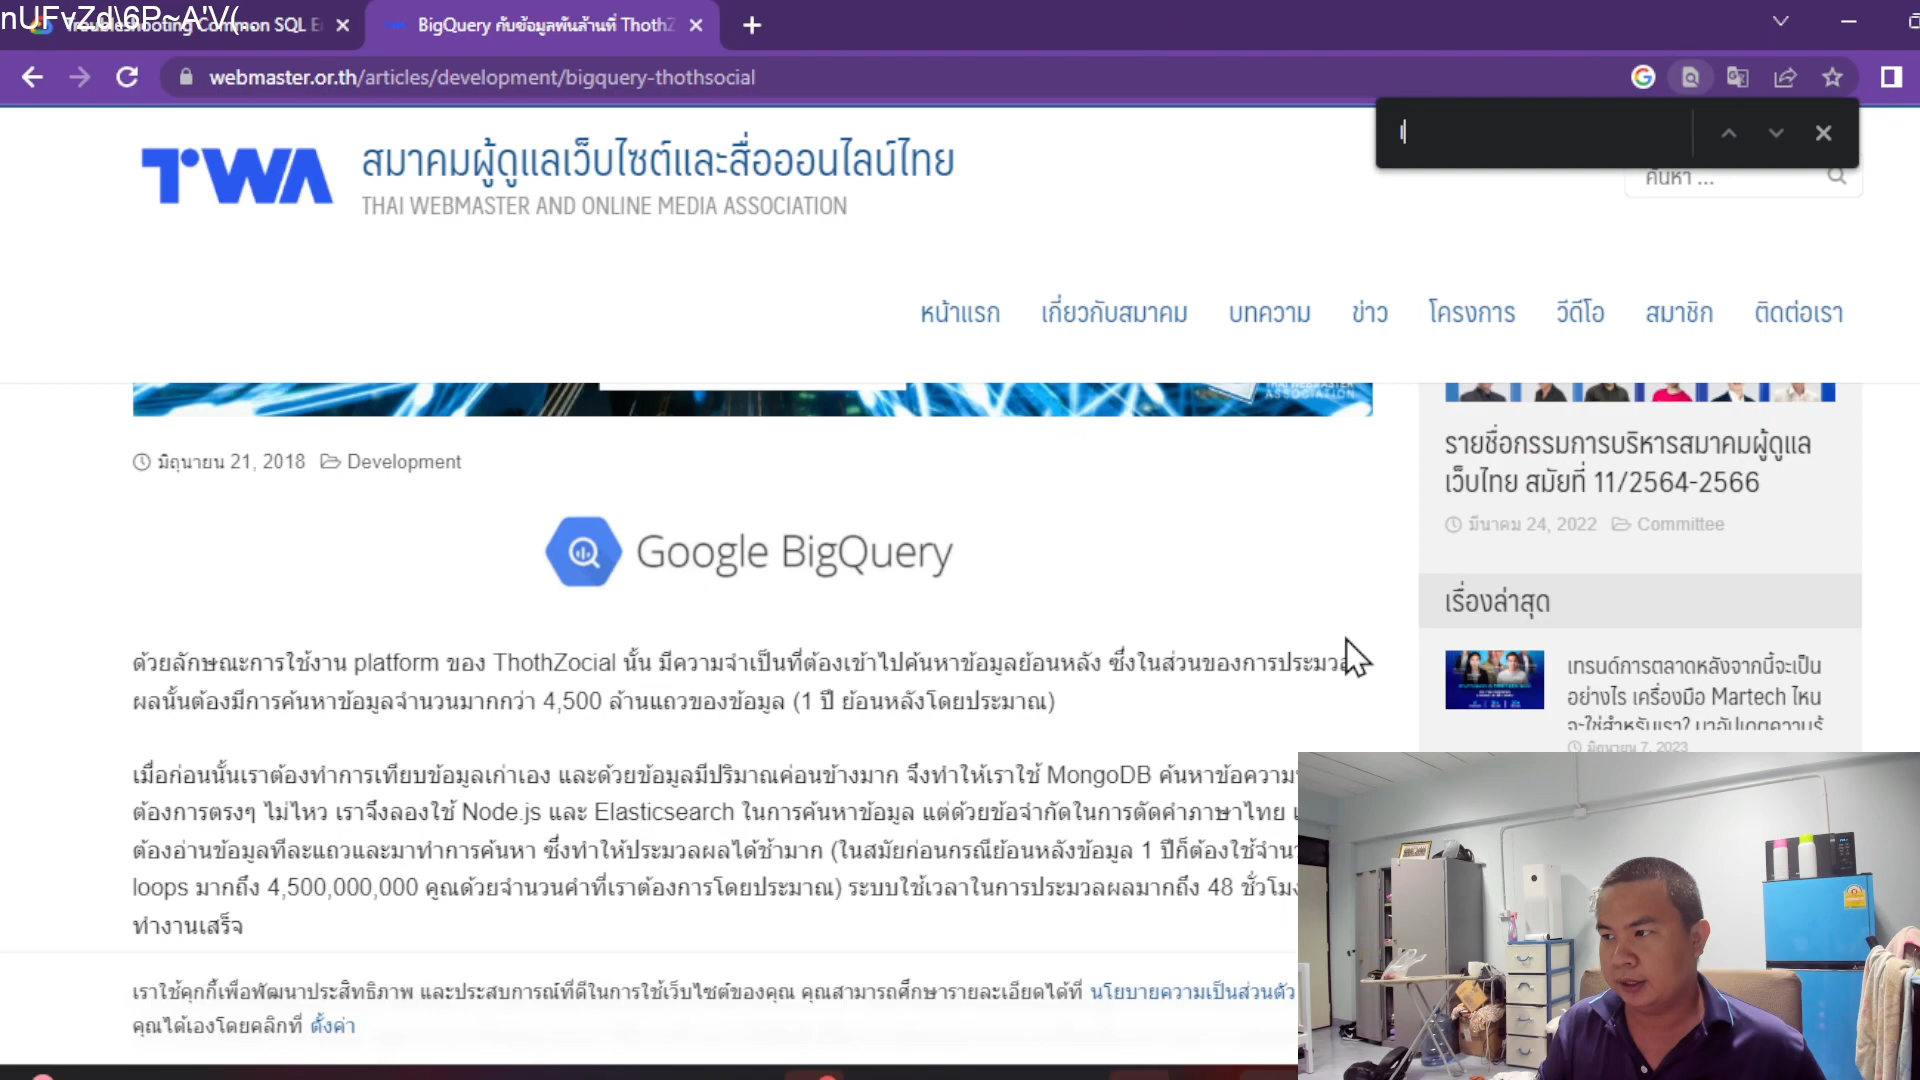 nUFvZd\6P~A'V(..
Troubleshooting Common SQL E
BigQuery กับข้อมูลพันล้านที่ ThothZ
webmaster.or.th/articles/development/bigquery-thothsocial
TWA
สมาคมผู้ดูแลเว็บไซต์และสื่อออนไลน์ไทย
THAI WEBMASTER AND ONLINE MEDIA ASSOCIATION
ค้นหา ...
หน้าแรก เกี่ยวกับสมาคม บทความ ข่าว โครงการ วีดีโอ สมาชิก ติดต่อเรา
THAI WEBMASTER
ASSOCIATION
มิถุนายน 21, 2018 Development
Google BigQuery
ด้วยลักษณะการใช้งาน platform ของ ThothZocial นั้น มีความจำเป็นที่ต้องเข้าไปค้นหาข้อมูลย้อนหลัง ซึ่งในส่วนของการประมวล
ผลนั้นต้องมีการค้นหาข้อมูลจำนวนมากกว่า 4,500 ล้านแถวของข้อมูล (1 ปี ย้อนหลังโดยประมาณ)
เมื่อก่อนนั้นเราต้องทำการเทียบข้อมูลเก่าเอง และด้วยข้อมูลมีปริมาณค่อนข้างมาก จึงทำให้เราใช้ MongoDB ค้นหาข้อความ
ต้องการตรงๆ ไม่ไหว เราจึงลองใช้ Node.js และ Elasticsearch ในการค้นหาข้อมูล แต่ด้วยข้อจำกัดในการตัดคำภาษาไทย
ต้องอ่านข้อมูลทีละแถวและมาทำการค้นหา ซึ่งทำให้ประมวลผลได้ช้ามาก (ในสมัยก่อนกรณีย้อนหลังข้อมูล 1 ปีก็ต้องใช้จำน
loops มากถึง 4,500,000,000 คูณด้วยจำนวนคำที่เราต้องการโดยประมาณ) ระบบใช้เวลาในการประมวลผลมากถึง 48 ชั่วโม
ทำงานเสร็จ
รายชื่อกรรมการบริหารสมาคมผู้ดูแล
เว็บไทย สมัยที่ 11/2564-2566
มีนาคม 24, 2022 Committee
เรื่องล่าสุด
เทรนด์การตลาดหลังจากนี้จะเป็น
อย่างไร เครื่องมือ Martech ไหน
จะใช่สำหรับเรา? มาอัปเดตความรู้
มิถุนายน 7, 2023
เราใช้คุกกี้เพื่อพัฒนาประสิทธิภาพ และประสบการณ์ที่ดีในการใช้เว็บไซต์ของคุณ คุณสามารถศึกษารายละเอียดได้ที่ นโยบายความเป็นส่วนตัว
คุณได้เองโดยคลิกที่ ตั้งค่า